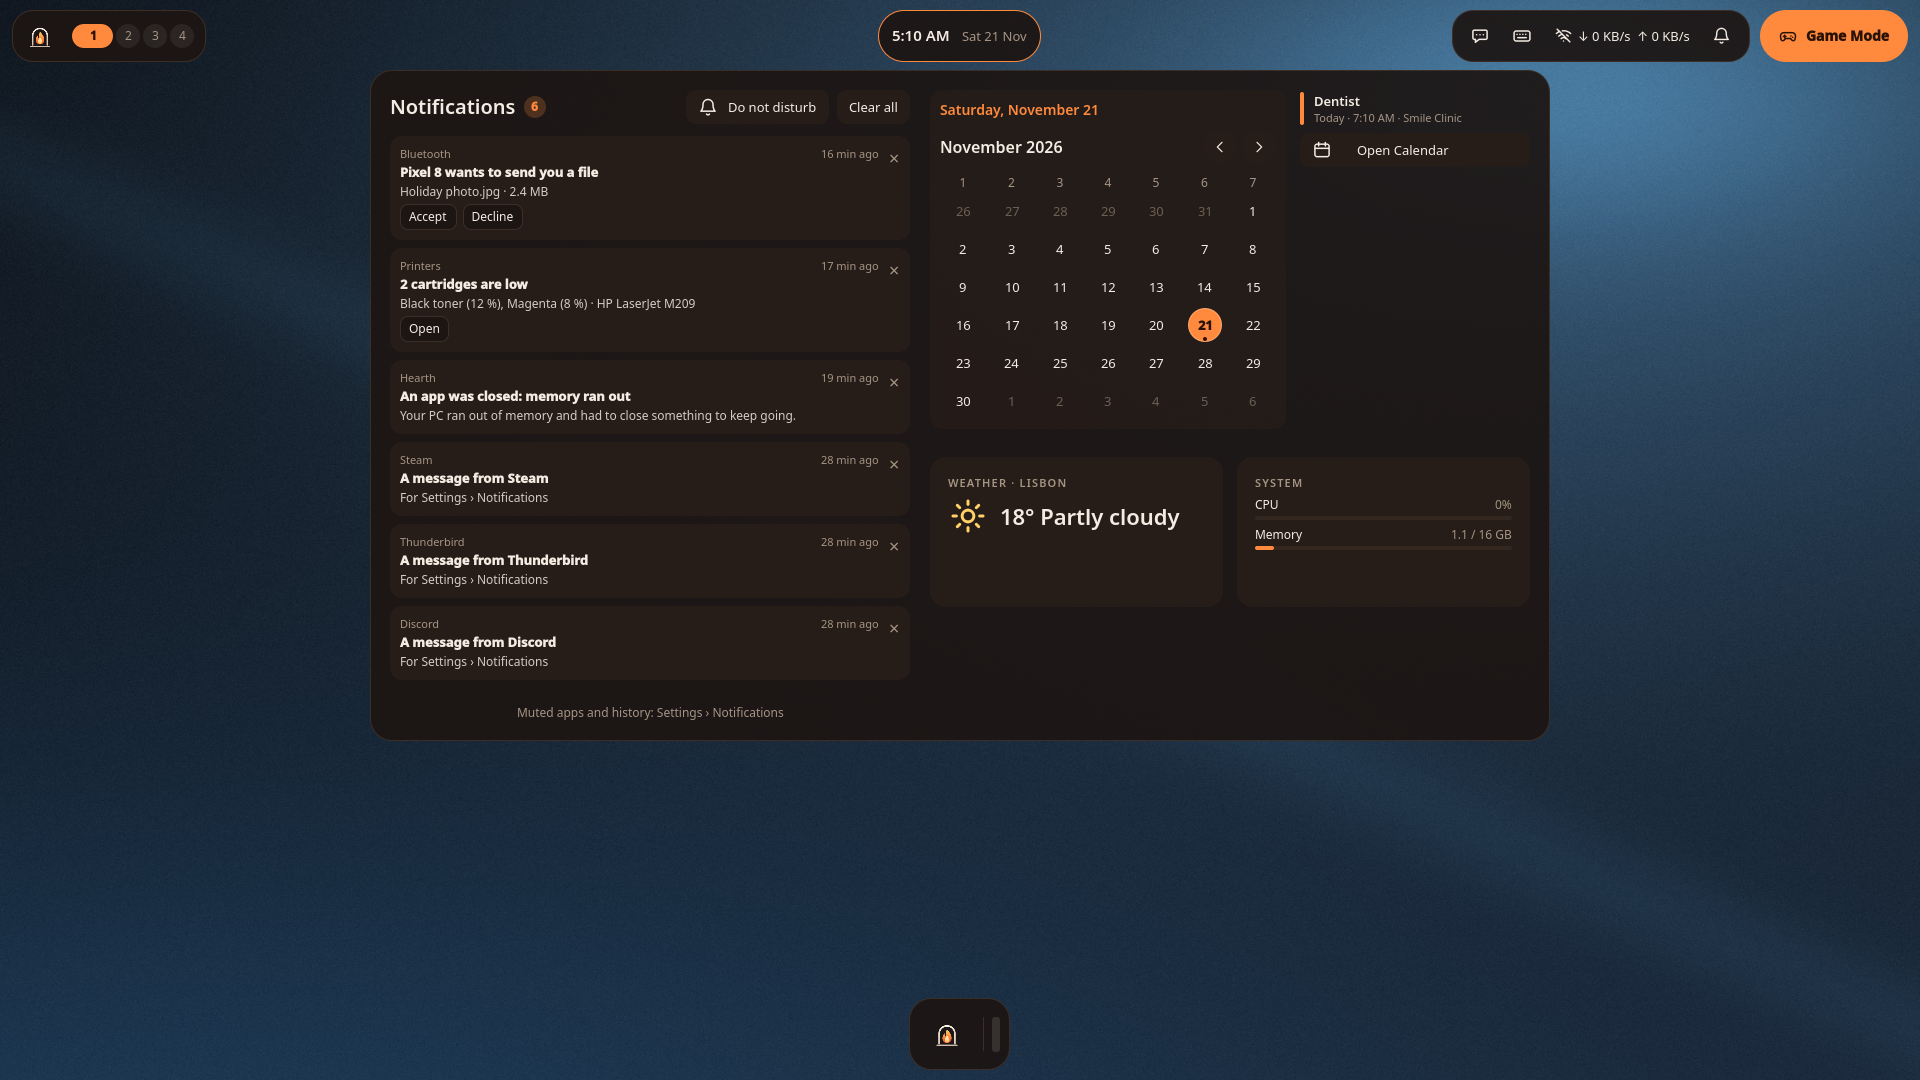 1 2 3 4
5:10 AM Sat 21 Nov
↓ 0 KB/s ↑ 0 KB/s
Game Mode
Notifications 6
Do not disturb
Clear all
Bluetooth 16 min ago ×
Pixel 8 wants to send you a file
Holiday photo.jpg · 2.4 MB
Accept Decline
Printers 17 min ago ×
2 cartridges are low
Black toner (12 %), Magenta (8 %) · HP LaserJet M209
Open
Hearth 19 min ago ×
An app was closed: memory ran out
Your PC ran out of memory and had to close something to keep going.
Steam 28 min ago ×
A message from Steam
For Settings › Notifications
Thunderbird 28 min ago ×
A message from Thunderbird
For Settings › Notifications
Discord 28 min ago ×
A message from Discord
For Settings › Notifications
Muted apps and history: Settings › Notifications
Saturday, November 21
November 2026
1 2 3 4 5 6 7
26 27 28 29 30 31 1
2 3 4 5 6 7 8
9 10 11 12 13 14 15
16 17 18 19 20 21 22
23 24 25 26 27 28 29
30 1 2 3 4 5 6
Dentist
Today · 7:10 AM · Smile Clinic
Open Calendar
WEATHER · LISBON
18° Partly cloudy
SYSTEM
CPU 0%
Memory 1.1 / 16 GB